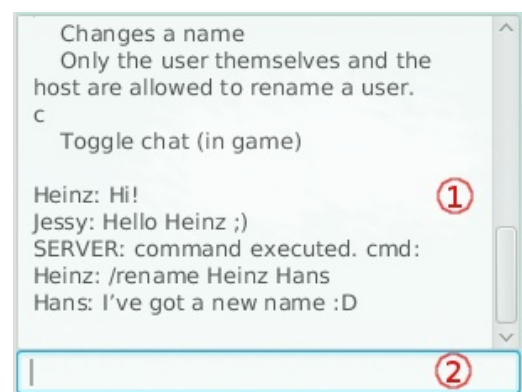 Changes a name
Only the user themselves and the
host are allowed to rename a user.
c
Toggle chat (in game)
Heinz: Hi!
①
Jessy: Hello Heinz ;)
SERVER: command executed. cmd:
Heinz: /rename Heinz Hans
Hans: I've got a new name :D
②